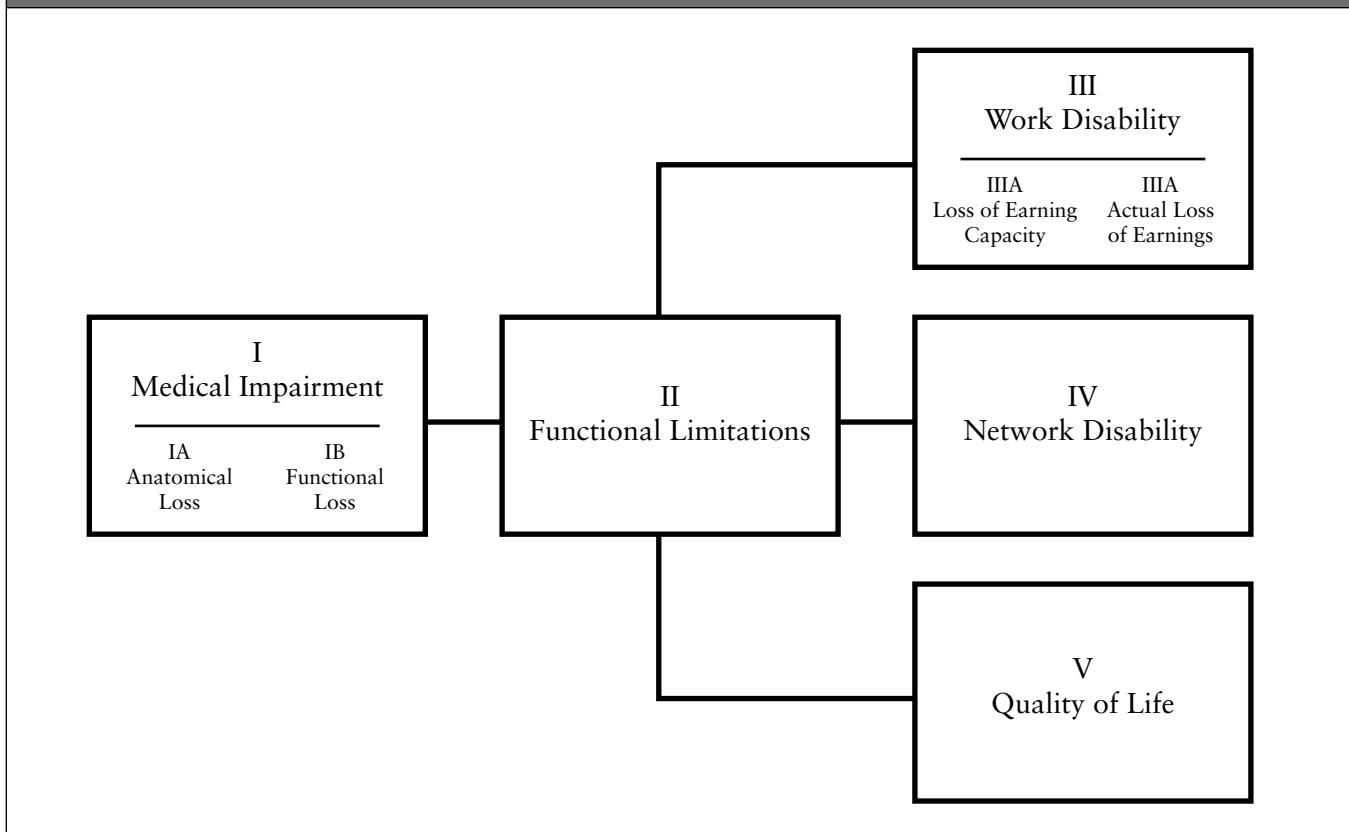 I
Medical Impairment
IA
Anatomical
Loss
IB
Functional
Loss
II
Functional Limitations
III
Work Disability
IIIA
Loss of Earning
Capacity
IIIA
Actual Loss
of Earnings
IV
Network Disability
V
Quality of Life